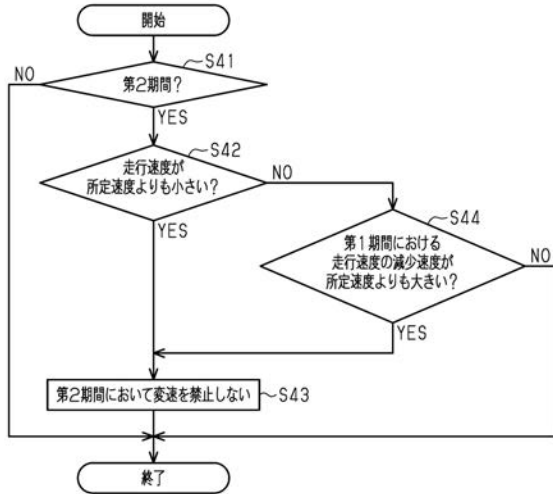 開始
S41
第2期間?
NO
YES
S42
走行速度が
所定速度よりも小さい?
NO
YES
S44
第1期間における
走行速度の減少速度が
所定速度よりも大きい?
NO
YES
第2期間において変速を禁止しない
S43
終了